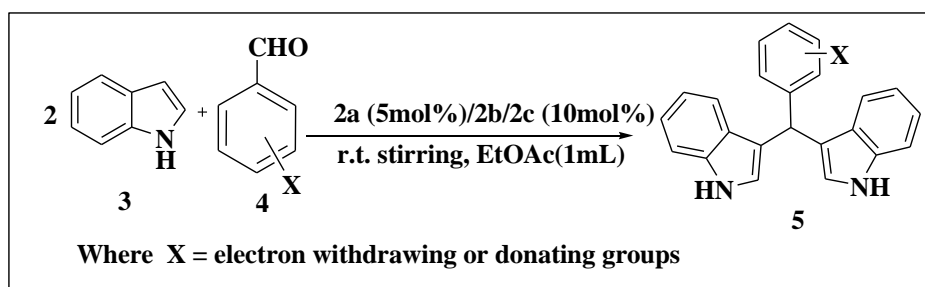 CHO
X
2
+
2a (5mol%)/2b/2c (10mol%)
N
H
X
r.t. stirring, EtOAc(1mL)
HN
NH
3
4
5
Where X = electron withdrawing or donating groups